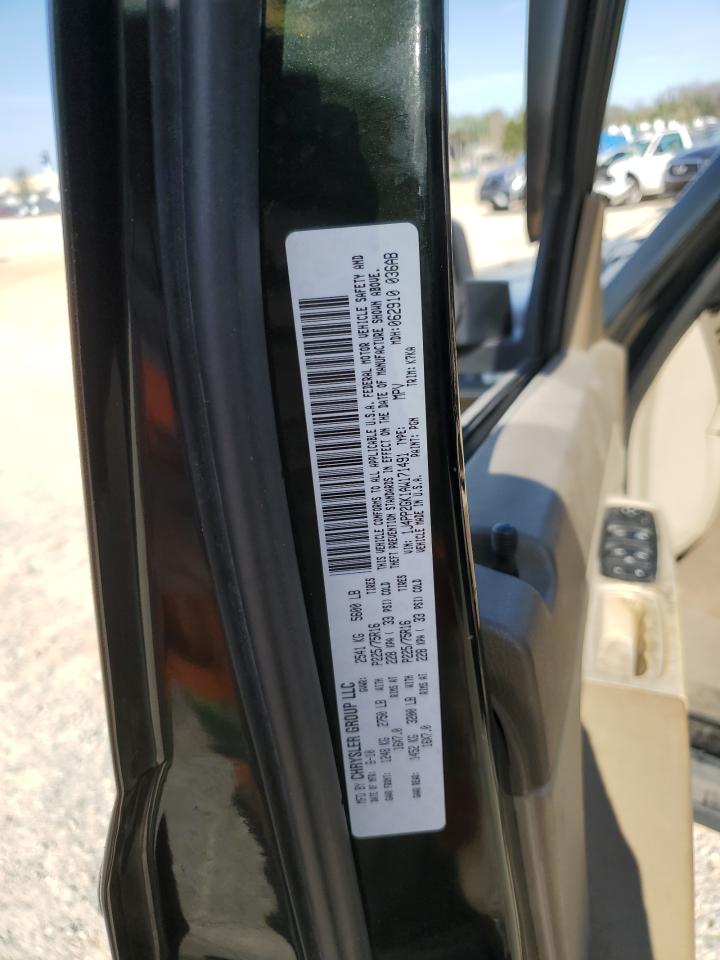 MFD BY CHRYSLER GROUP LLC
DATE OF MFR: 6-10 GVWR: 2541 KG 5600 LB
GAWR FRONT: 1248 KG 2750 LB WITH P225/75R16 TIRES
16X7.0 RIMS AT 228 KPA ( 33 PSI) COLD
GAWR REAR: 1452 KG 3200 LB WITH P225/75R16 TIRES
16X7.0 RIMS AT 228 KPA ( 33 PSI) COLD
THIS VEHICLE CONFORMS TO ALL APPLICABLE U.S.A. FEDERAL MOTOR VEHICLE SAFETY AND
THEFT PREVENTION STANDARDS IN EFFECT ON THE DATE OF MANUFACTURE SHOWN ABOVE.
VIN: 1J4PP2GK1AW171491 TYPE: MPV MDH:062910 036AB
VEHICLE MADE IN U.S.A. PAINT: PGN TRIM: K7KA